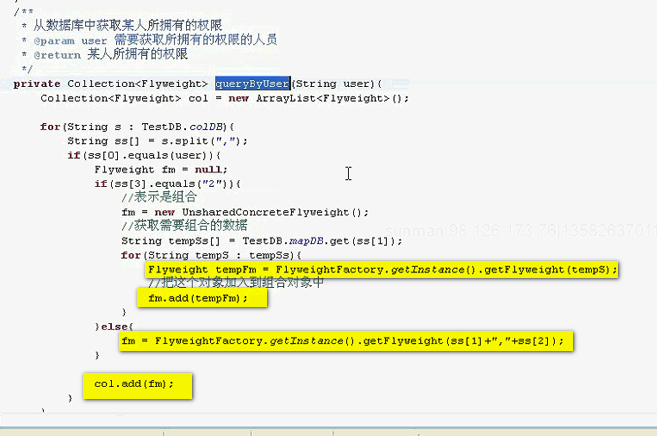 /**
 * 从数据库中获取某人所拥有的权限
 * @param user 需要获取所拥有的权限的人员
 * @return 某人所拥有的权限
 */
private Collection<Flyweight> queryByUser(String user){
    Collection<Flyweight> col = new ArrayList<Flyweight>();
    for(String s : TestDB.colDB){
        String ss[] = s.split(",");
        if(ss[0].equals(user)){
            Flyweight fm = null;
            if(ss[3].equals("2")){
                //表示是组合
                fm = new UnsharedConcreteFlyweight();
                //获取需要组合的数据
                String tempSs[] = TestDB.mapDB.get(ss[1]);
                for(String tempS : tempSs){
                    Flyweight tempFm = FlyweightFactory.getInstance().getFlyweight(tempS);
                    //把这个对象加入到组合对象中
                    fm.add(tempFm);
                }
            }else{
                fm = FlyweightFactory.getInstance().getFlyweight(ss[1]+","+ss[2]);
            }
            col.add(fm);
        }